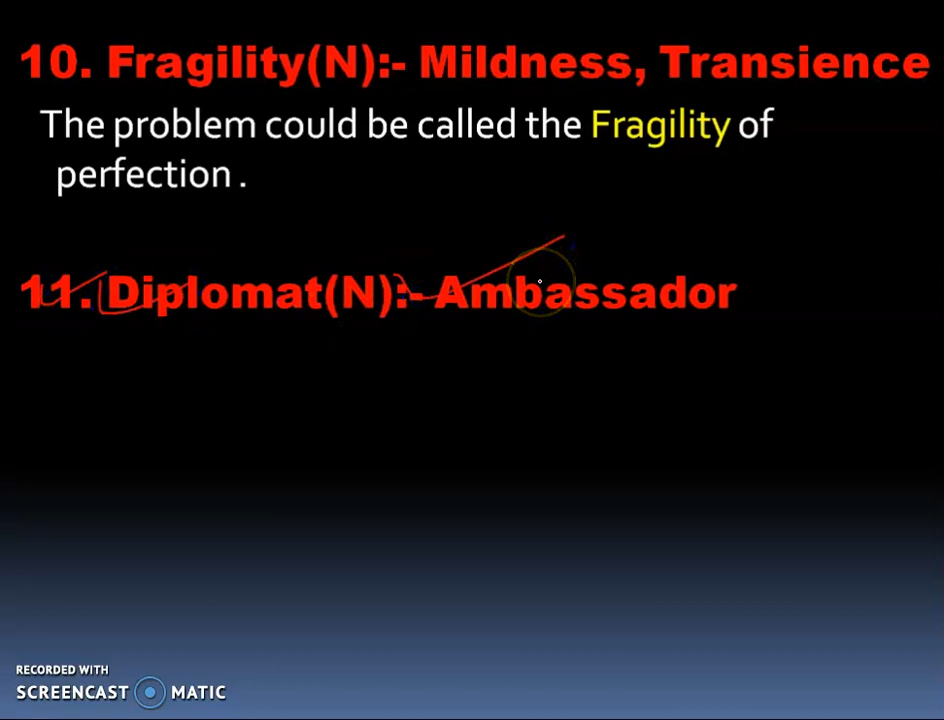 10. Fragility(N):- Mildness, Transience
The problem could be called the Fragility of
perfection .
11. Diplomat(N):- Ambassador
RECORDED WITH
SCREENCAST MATIC